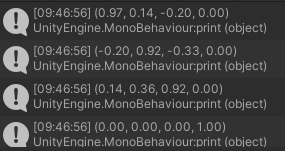 [09:46:56] (0.97, 0.14, -0.20, 0.00)
UnityEngine.MonoBehaviour:print (object)
[09:46:56] (-0.20, 0.92, -0.33, 0.00)
UnityEngine.MonoBehaviour:print (object)
[09:46:56] (0.14, 0.36, 0.92, 0.00)
UnityEngine.MonoBehaviour:print (object)
[09:46:56] (0.00, 0.00, 0.00, 1.00)
UnityEngine.MonoBehaviour:print (object)